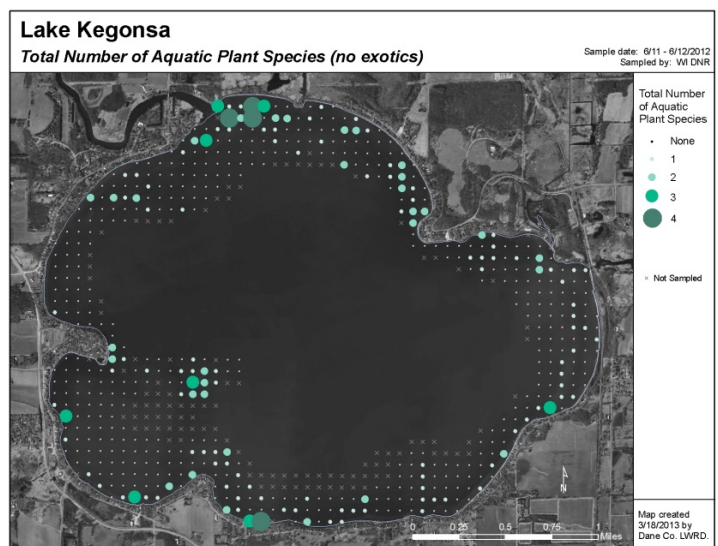 Lake Kegonsa
Total Number of Aquatic Plant Species (no exotics)
Sample date: 6/11 - 6/12/2012
Sampled by: WI DNR
Total Number
of Aquatic
Plant Species
None
1
2
3
4
× Not Sampled
N
0 0.25 0.5 0.75 1
Miles
Map created
3/18/2013 by
Dane Co. LWRD.